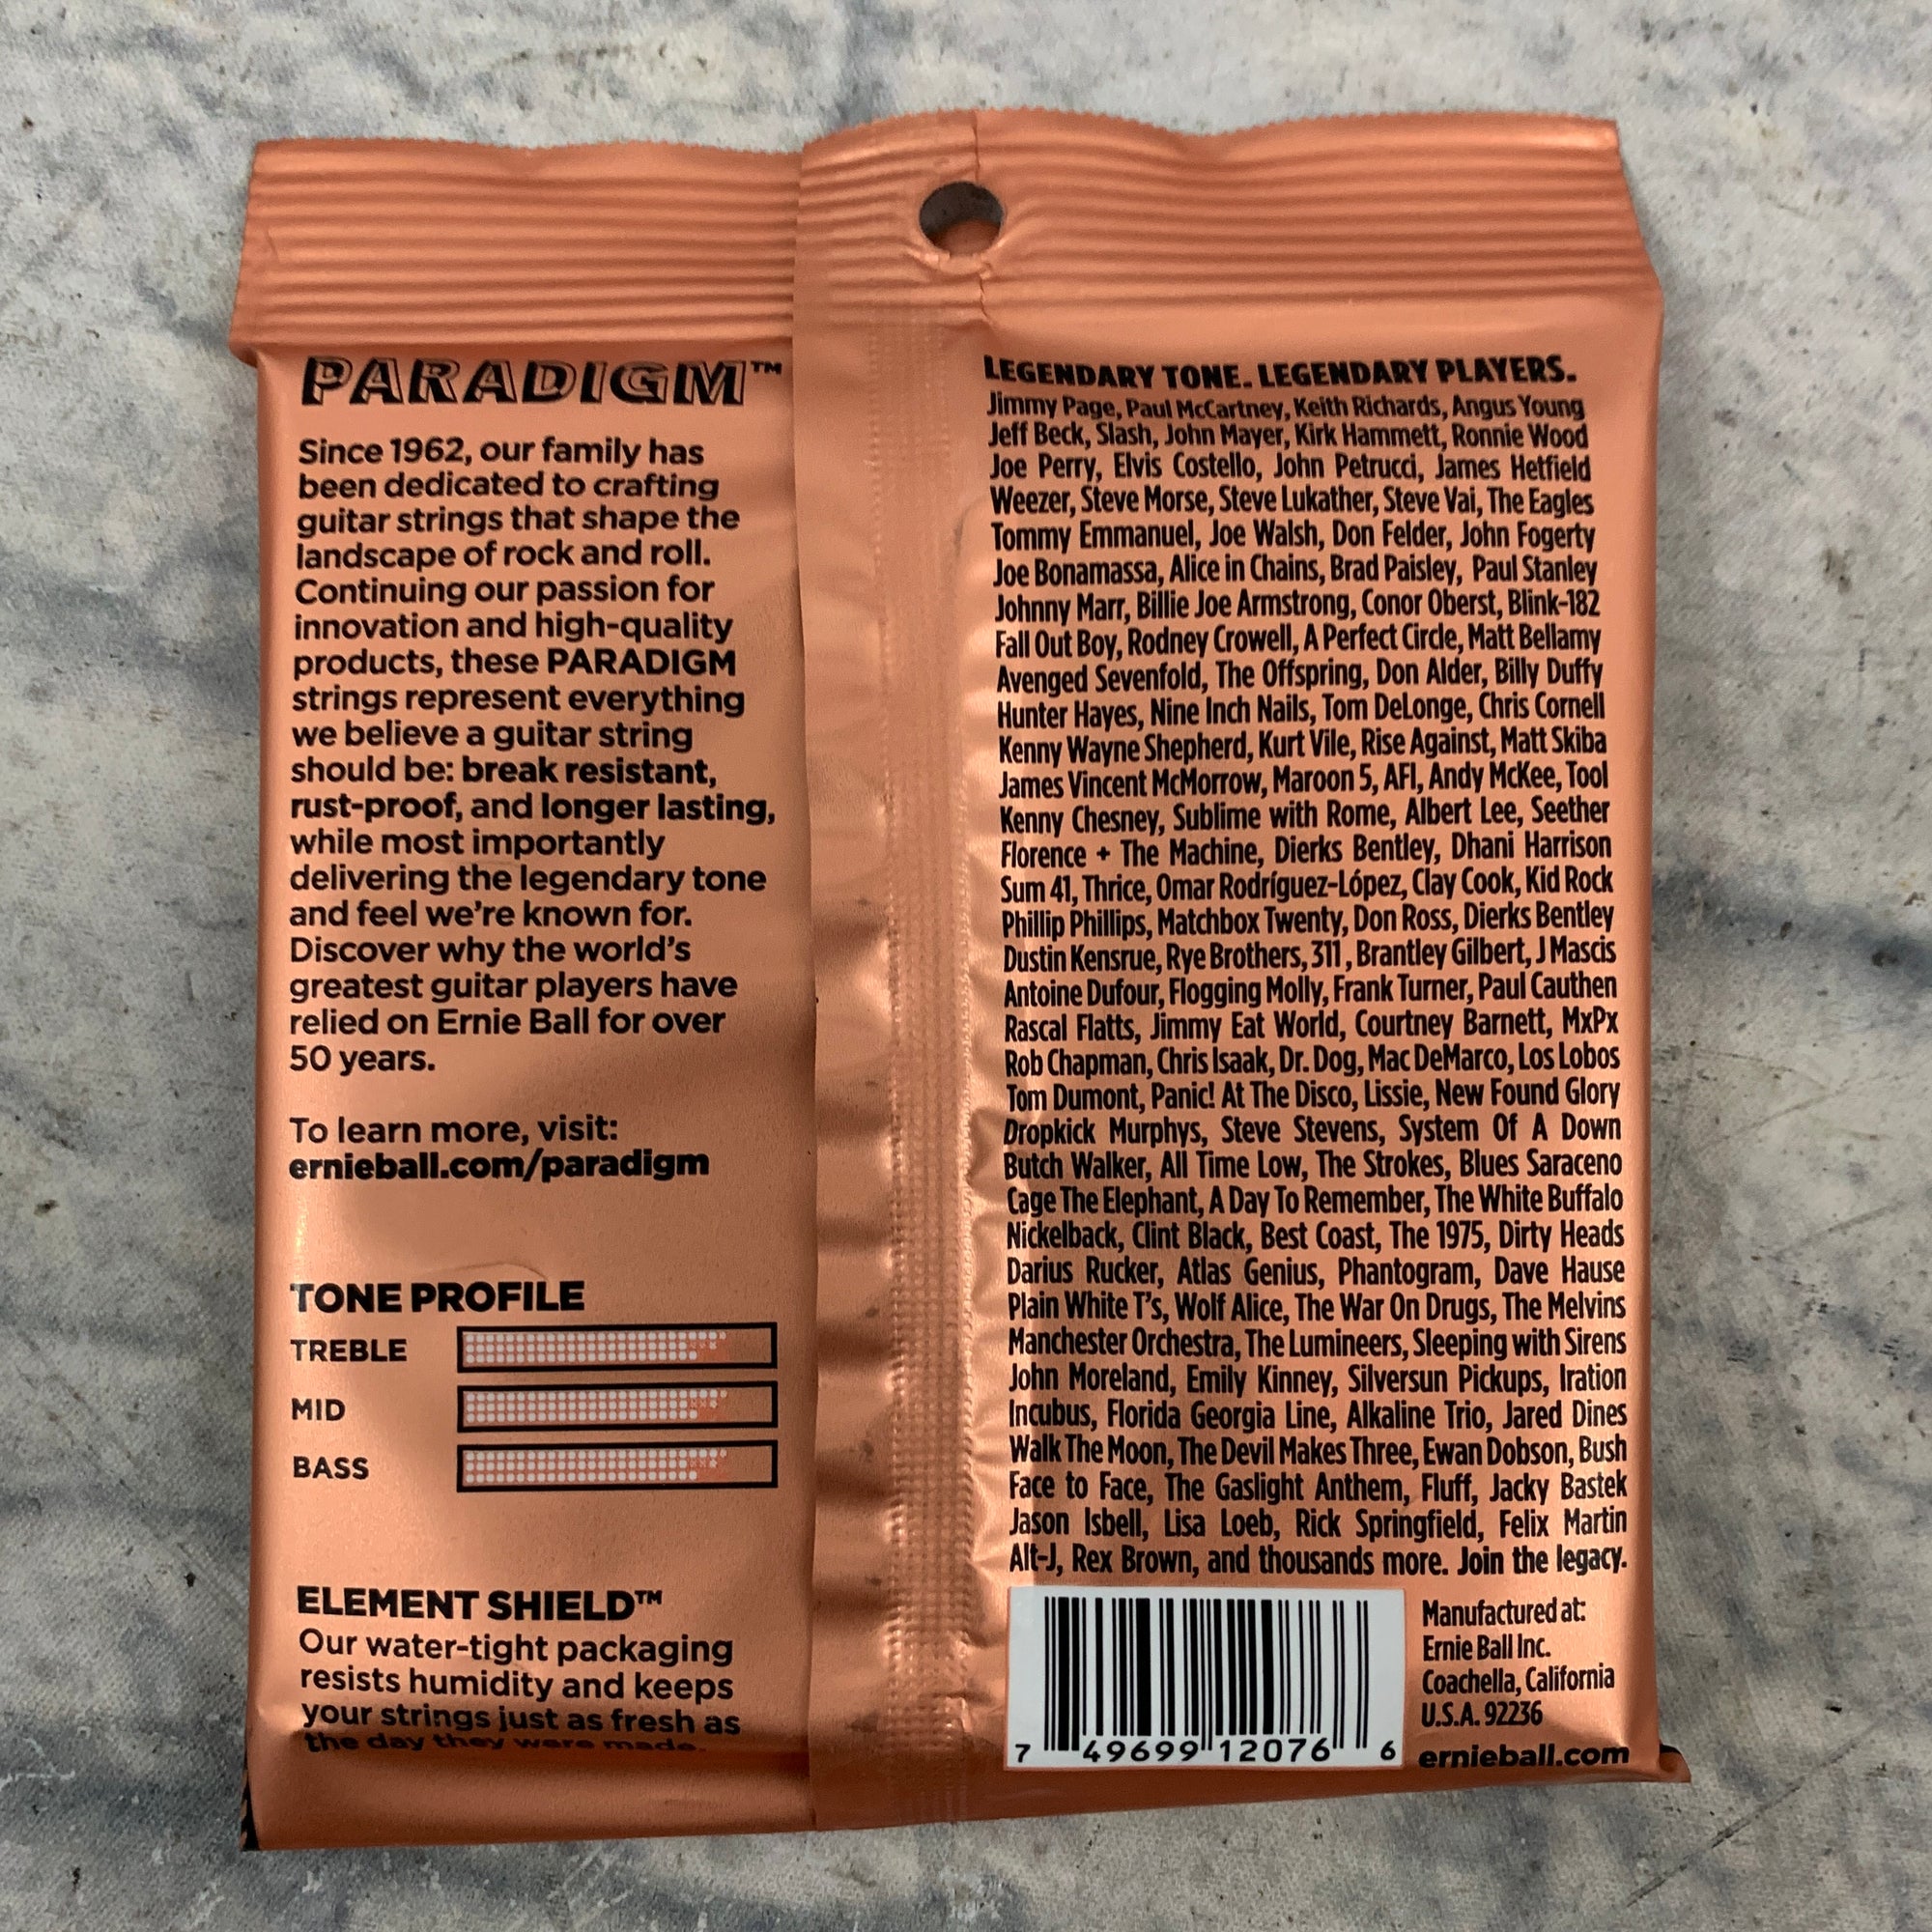 PARADIGM™
Since 1962, our family has
been dedicated to crafting
guitar strings that shape the
landscape of rock and roll.
Continuing our passion for
innovation and high-quality
products, these PARADIGM
strings represent everything
we believe a guitar string
should be: break resistant,
rust-proof, and longer lasting,
while most importantly
delivering the legendary tone
and feel we're known for.
Discover why the world's
greatest guitar players have
relied on Ernie Ball for over
50 years.
To learn more, visit:
ernieball.com/paradigm
TONE PROFILE
TREBLE
MID
BASS
ELEMENT SHIELD™
Our water-tight packaging
resists humidity and keeps
your strings just as fresh as
the day they were made.
LEGENDARY TONE. LEGENDARY PLAYERS.
Jimmy Page, Paul McCartney, Keith Richards, Angus Young
Jeff Beck, Slash, John Mayer, Kirk Hammett, Ronnie Wood
Joe Perry, Elvis Costello, John Petrucci, James Hetfield
Weezer, Steve Morse, Steve Lukather, Steve Vai, The Eagles
Tommy Emmanuel, Joe Walsh, Don Felder, John Fogerty
Joe Bonamassa, Alice in Chains, Brad Paisley, Paul Stanley
Johnny Marr, Billie Joe Armstrong, Conor Oberst, Blink-182
Fall Out Boy, Rodney Crowell, A Perfect Circle, Matt Bellamy
Avenged Sevenfold, The Offspring, Don Alder, Billy Duffy
Hunter Hayes, Nine Inch Nails, Tom DeLonge, Chris Cornell
Kenny Wayne Shepherd, Kurt Vile, Rise Against, Matt Skiba
James Vincent McMorrow, Maroon 5, AFI, Andy McKee, Tool
Kenny Chesney, Sublime with Rome, Albert Lee, Seether
Florence + The Machine, Dierks Bentley, Dhani Harrison
Sum 41, Thrice, Omar Rodríguez-López, Clay Cook, Kid Rock
Phillip Phillips, Matchbox Twenty, Don Ross, Dierks Bentley
Dustin Kensrue, Rye Brothers, 311, Brantley Gilbert, J Mascis
Antoine Dufour, Flogging Molly, Frank Turner, Paul Cauthen
Rascal Flatts, Jimmy Eat World, Courtney Barnett, MxPx
Rob Chapman, Chris Isaak, Dr. Dog, Mac DeMarco, Los Lobos
Tom Dumont, Panic! At The Disco, Lissie, New Found Glory
Dropkick Murphys, Steve Stevens, System Of A Down
Butch Walker, All Time Low, The Strokes, Blues Saraceno
Cage The Elephant, A Day To Remember, The White Buffalo
Nickelback, Clint Black, Best Coast, The 1975, Dirty Heads
Darius Rucker, Atlas Genius, Phantogram, Dave Hause
Plain White T's, Wolf Alice, The War On Drugs, The Melvins
Manchester Orchestra, The Lumineers, Sleeping with Sirens
John Moreland, Emily Kinney, Silversun Pickups, Iration
Incubus, Florida Georgia Line, Alkaline Trio, Jared Dines
Walk The Moon, The Devil Makes Three, Ewan Dobson, Bush
Face to Face, The Gaslight Anthem, Fluff, Jacky Bastek
Jason Isbell, Lisa Loeb, Rick Springfield, Felix Martin
Alt-J, Rex Brown, and thousands more. Join the legacy.
7 49699 12076 6
Manufactured at:
Ernie Ball Inc.
Coachella, California
U.S.A. 92236
ernieball.com